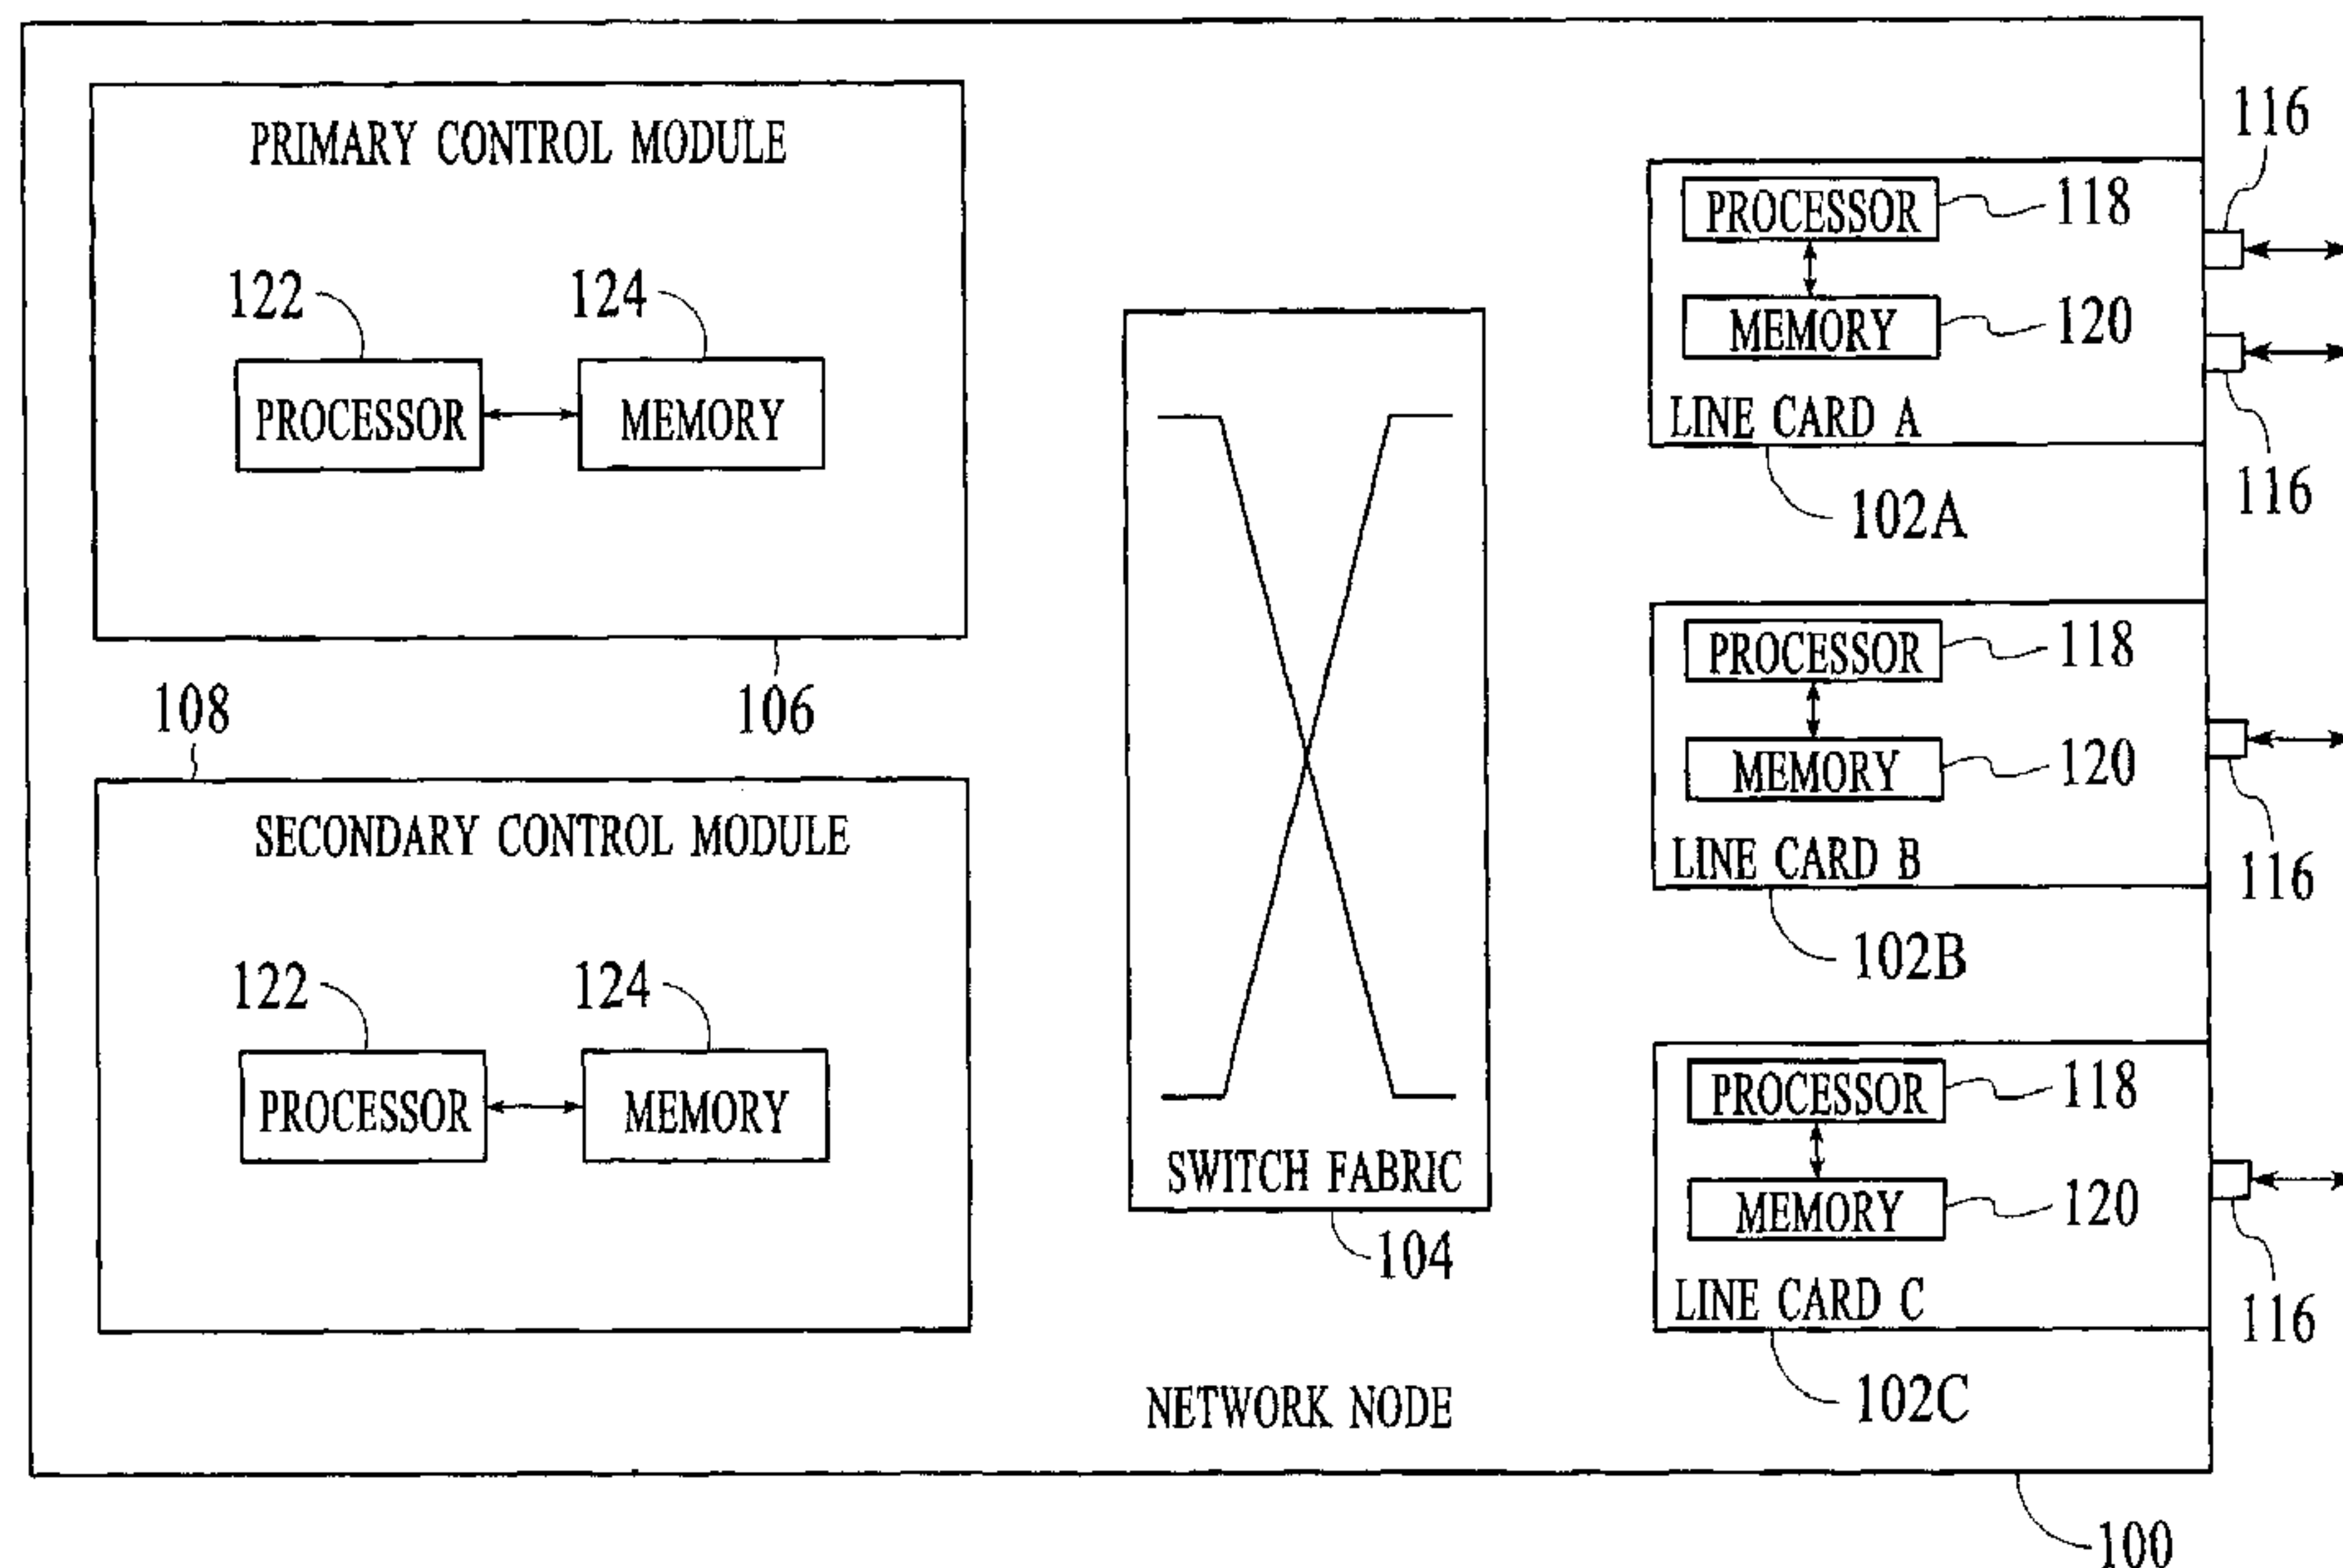 PRIMARY CONTROL MODULE
122
124
PROCESSOR
MEMORY
106
108
SECONDARY CONTROL MODULE
122
124
PROCESSOR
MEMORY
SWITCH FABRIC
104
NETWORK NODE
116
PROCESSOR
118
MEMORY
120
LINE CARD A
116
102A
PROCESSOR
118
MEMORY
120
LINE CARD B
116
102B
PROCESSOR
118
MEMORY
120
LINE CARD C
116
102C
100